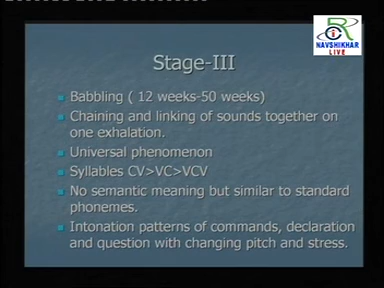 NAVSHIKHAR
LIVE
Stage-III
Babbling ( 12 weeks-50 weeks)
Chaining and linking of sounds together on
one exhalation.
Universal phenomenon
Syllables CV>VC>VCV
No semantic meaning but similar to standard
phonemes.
Intonation patterns of commands, declaration
and question with changing pitch and stress.